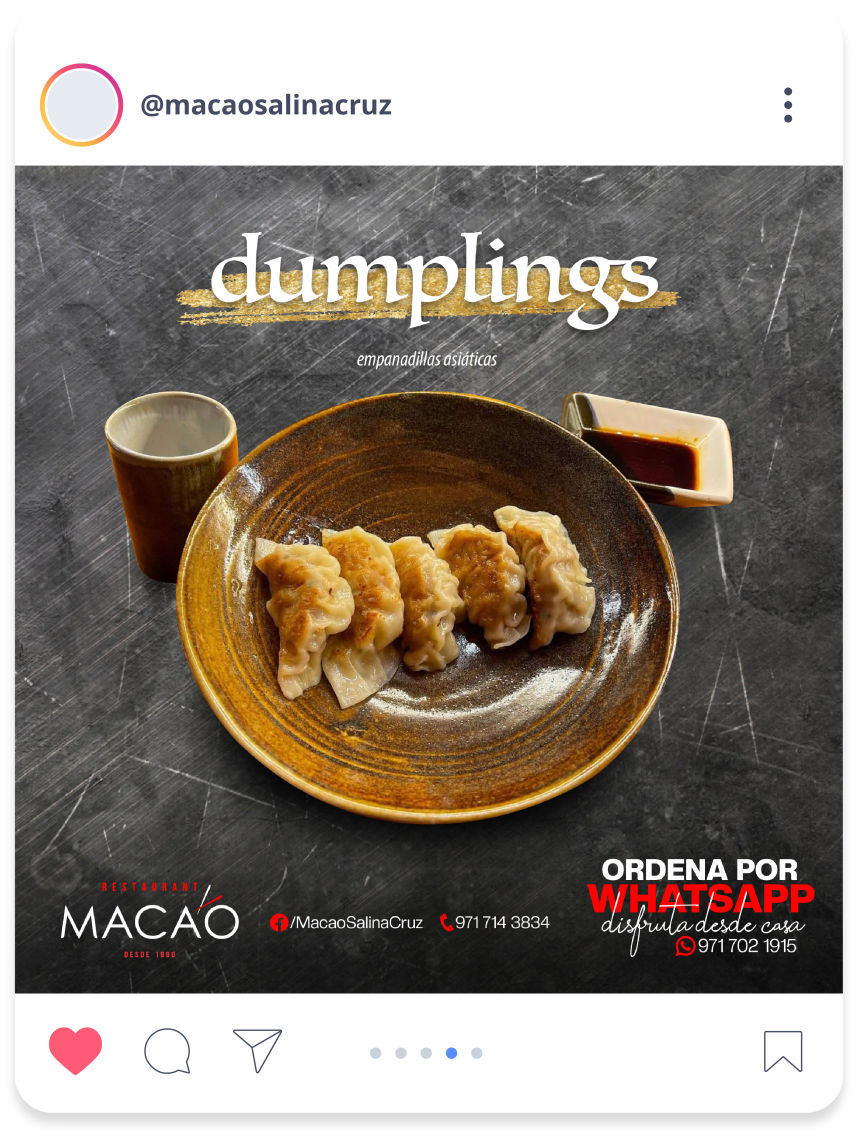 @macaosalinacruz
dumplings
empanadillas asiáticas
RESTAURANT
MACAO
DESDE 1990
/MacaoSalinaCruz
971 714 3834
ORDENA POR
WHATSAPP
disfruta desde casa
971 702 1915